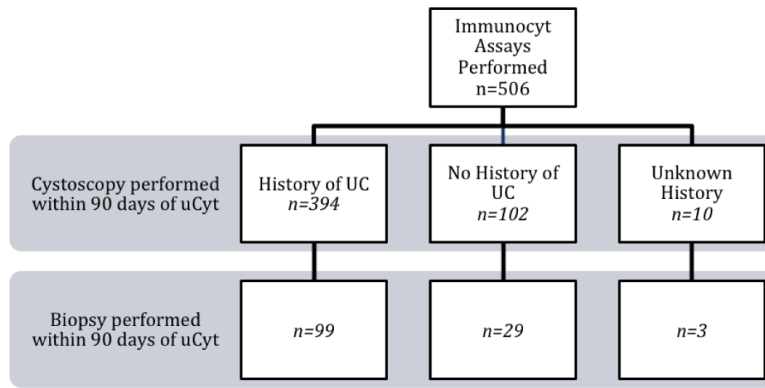 Immunocyt
Assays
Performed
n=506
Cystoscopy performed
within 90 days of uCyt
History of UC
n=394
No History of
UC
n=102
Unknown
History
n=10
Biopsy performed
within 90 days of uCyt
n=99
n=29
n=3